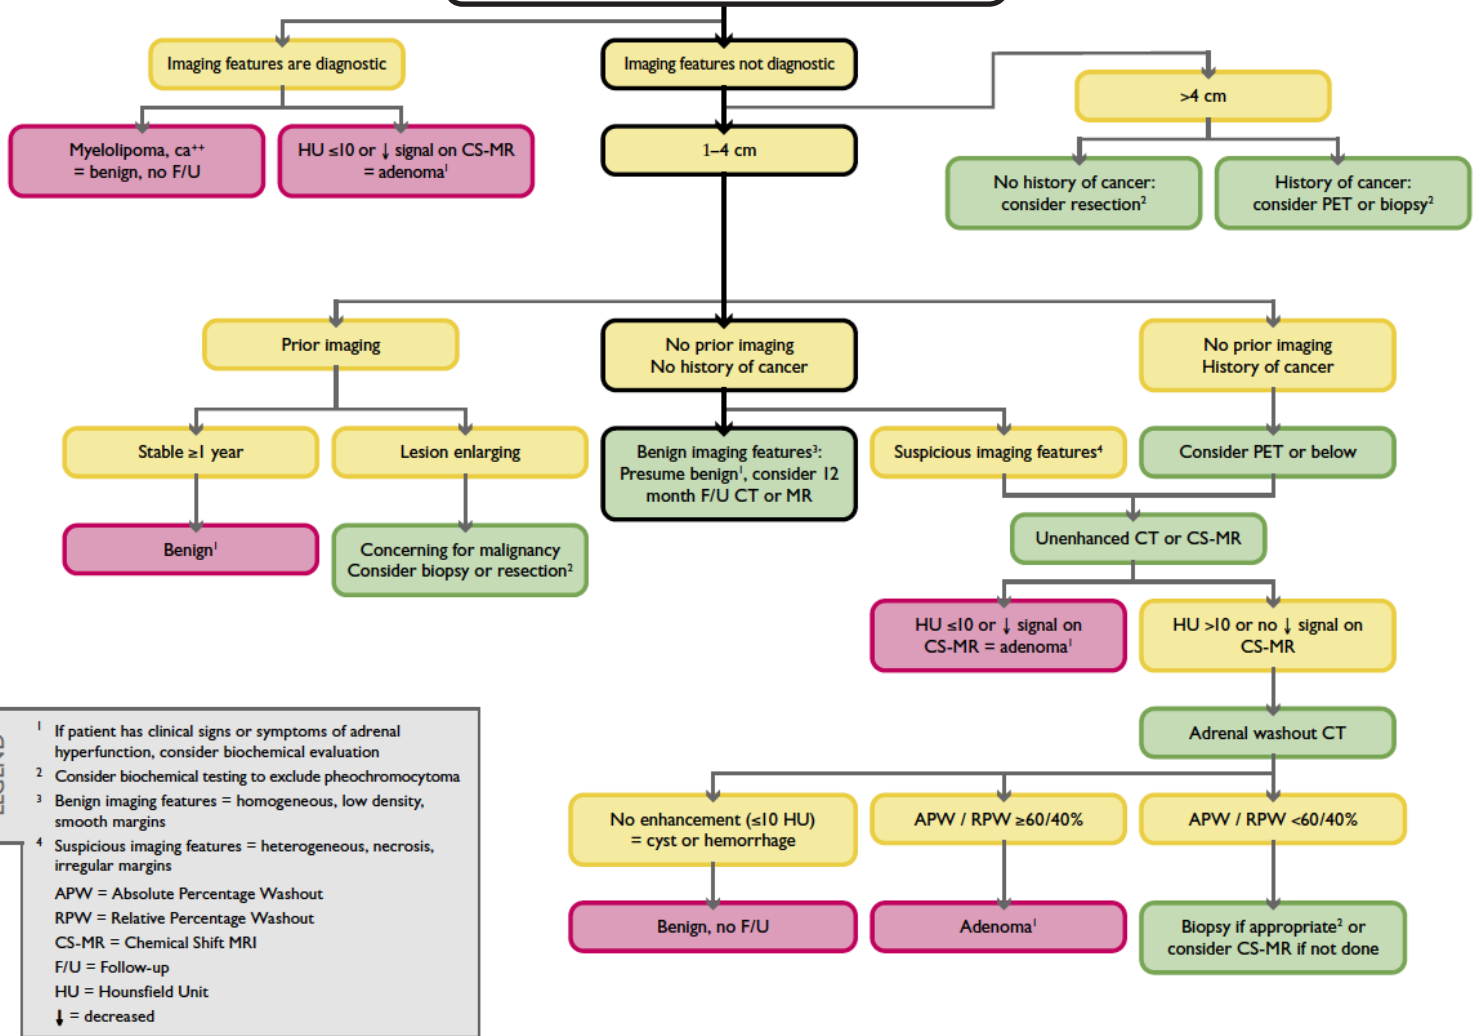 Imaging features are diagnostic
Imaging features not diagnostic
>4 cm
Myelolipoma, ca⁺⁺
= benign, no F/U
HU ≤10 or ↓ signal on CS-MR
= adenoma¹
1–4 cm
No history of cancer:
consider resection²
History of cancer:
consider PET or biopsy²
Prior imaging
No prior imaging
No history of cancer
No prior imaging
History of cancer
Stable ≥1 year
Lesion enlarging
Benign imaging features³:
Presume benign¹, consider 12
month F/U CT or MR
Suspicious imaging features⁴
Consider PET or below
Benign¹
Concerning for malignancy
Consider biopsy or resection²
Unenhanced CT or CS-MR
HU ≤10 or ↓ signal on
CS-MR = adenoma¹
HU >10 or no ↓ signal on
CS-MR
Adrenal washout CT
No enhancement (≤10 HU)
= cyst or hemorrhage
APW / RPW ≥60/40%
APW / RPW <60/40%
Benign, no F/U
Adenoma¹
Biopsy if appropriate² or
consider CS-MR if not done
LEGEND
¹ If patient has clinical signs or symptoms of adrenal
hyperfunction, consider biochemical evaluation
² Consider biochemical testing to exclude pheochromocytoma
³ Benign imaging features = homogeneous, low density,
smooth margins
⁴ Suspicious imaging features = heterogeneous, necrosis,
irregular margins
APW = Absolute Percentage Washout
RPW = Relative Percentage Washout
CS-MR = Chemical Shift MRI
F/U = Follow-up
HU = Hounsfield Unit
↓ = decreased